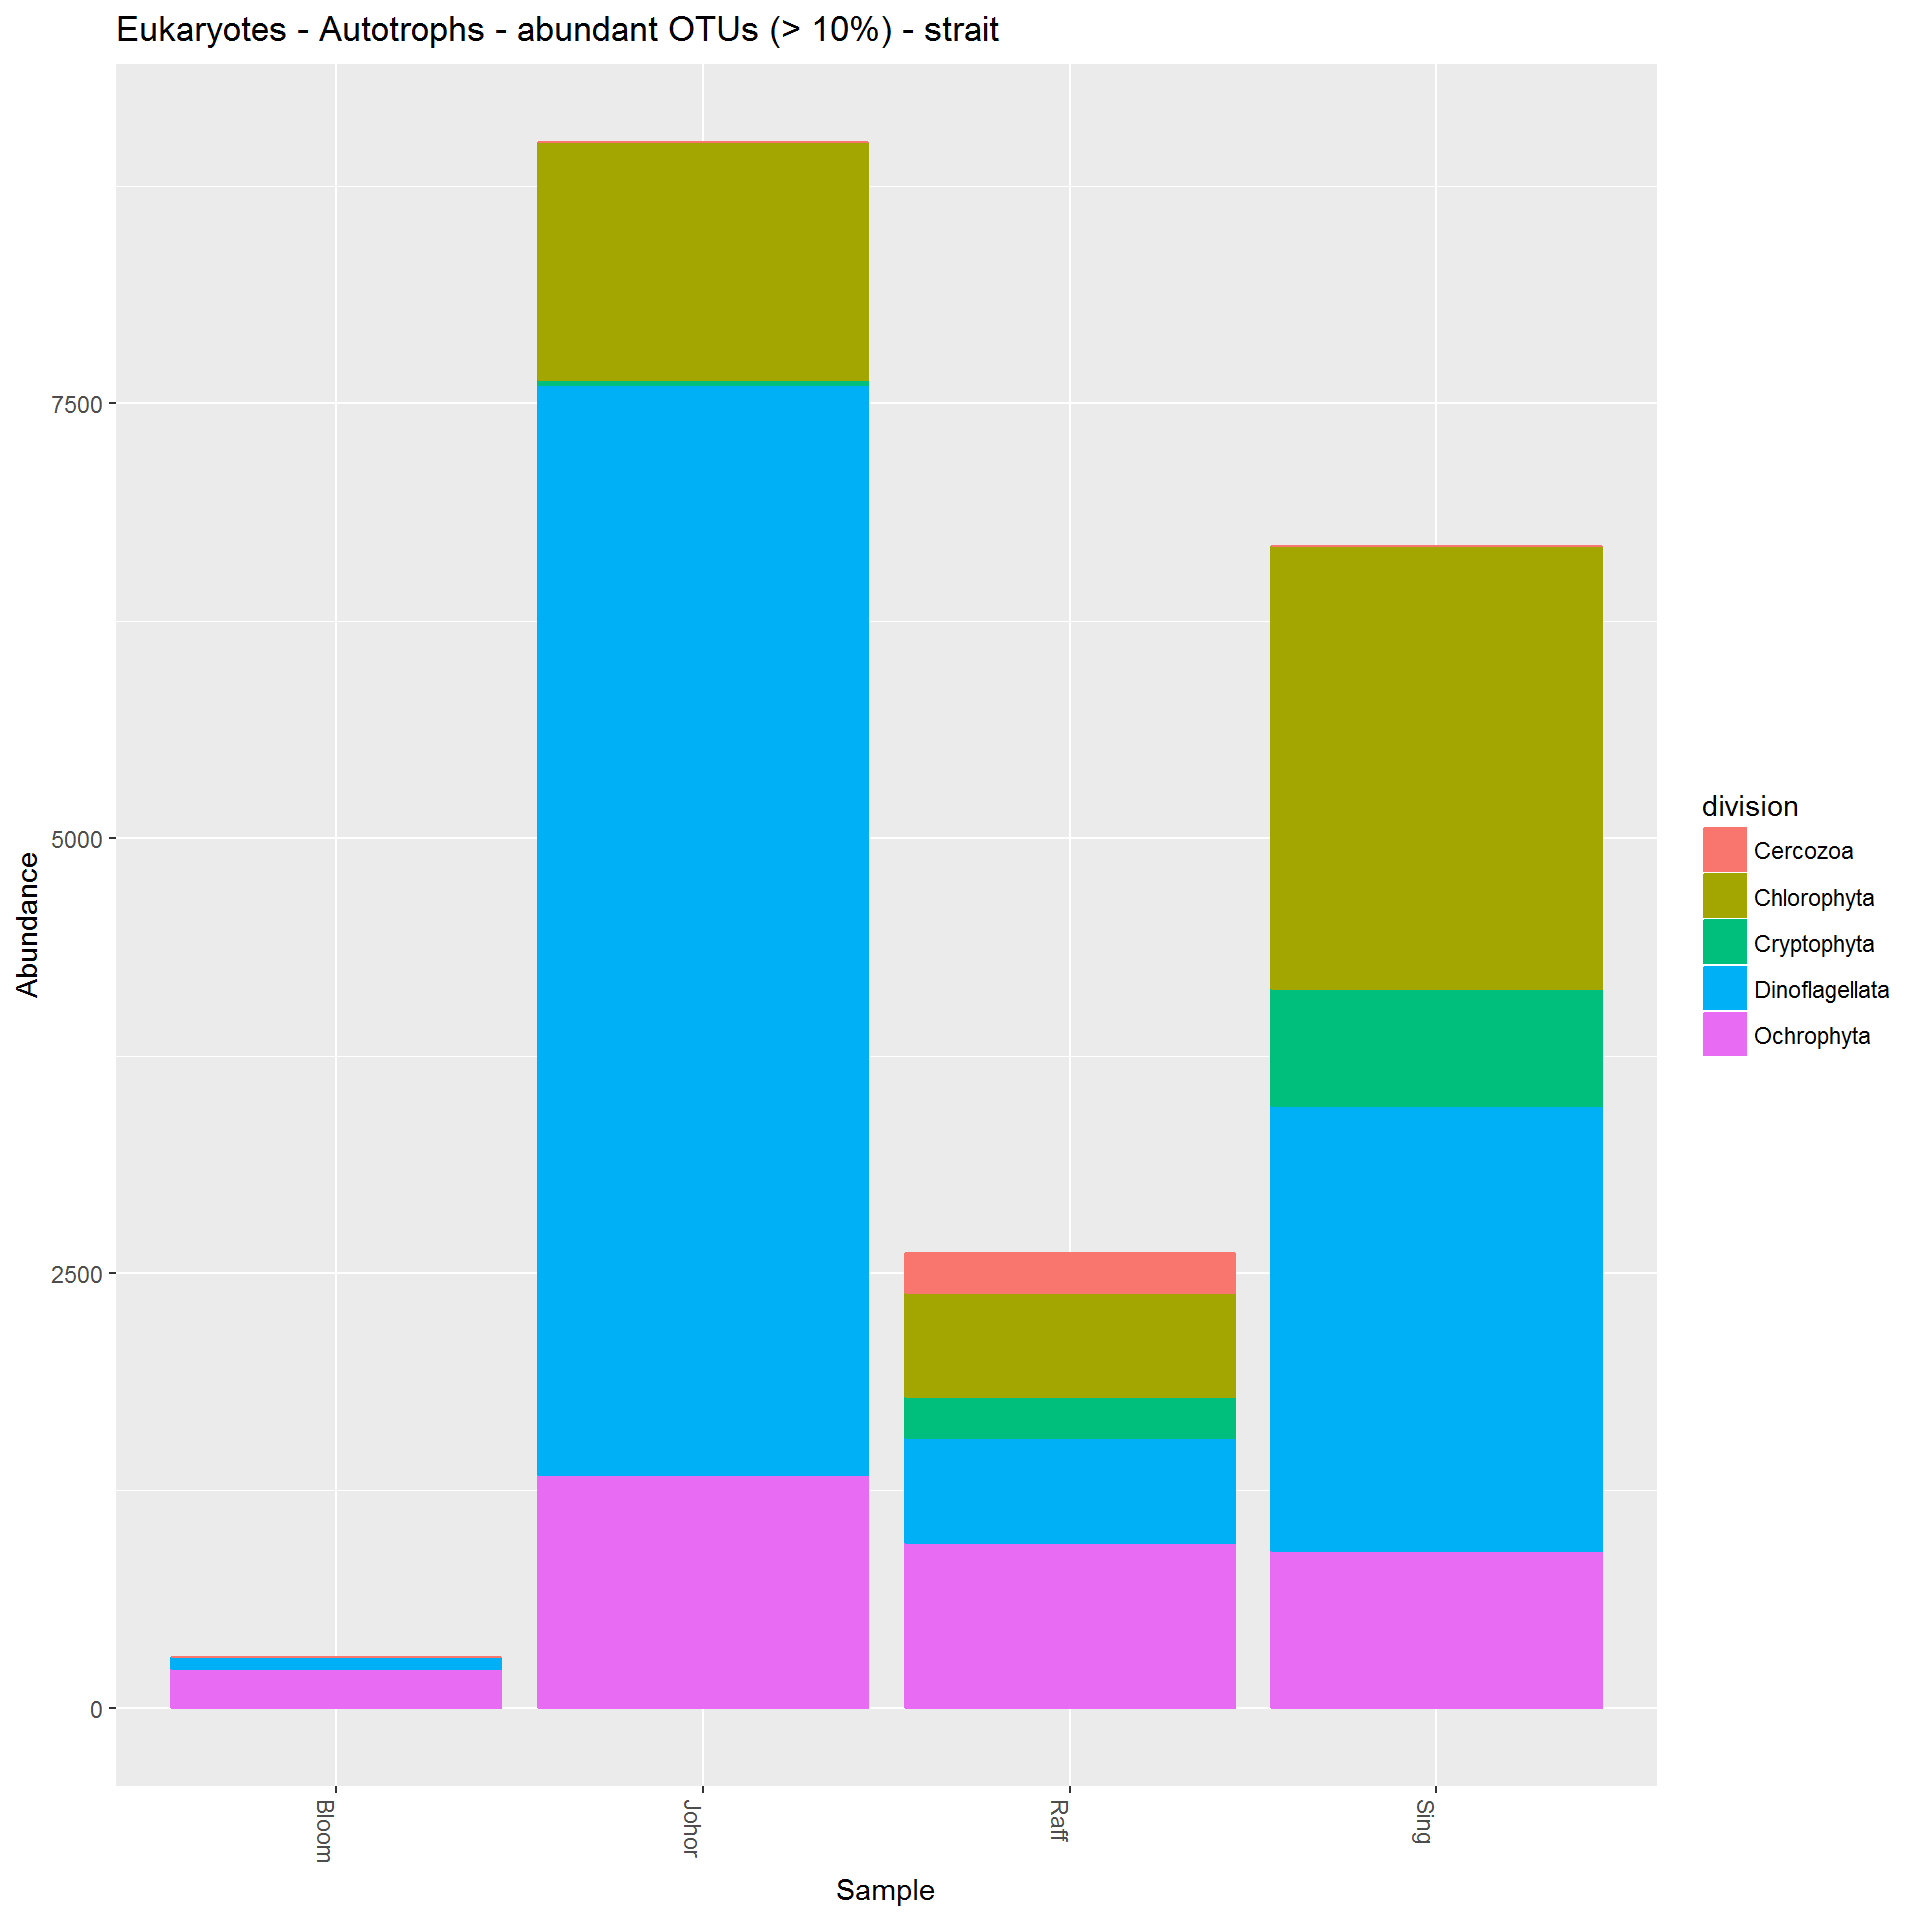 Eukaryotes - Autotrophs - abundant OTUs (> 10%) - strait
7500
5000
2500
0
Abundance
Bloom
Johor
Raff
Sing
Sample
division
Cercozoa
Chlorophyta
Cryptophyta
Dinoflagellata
Ochrophyta